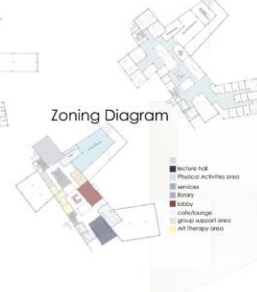 Zoning Diagram
lecture hall
Physical Activities area
services
library
lobby
cafe/lounge
group support area
Art Therapy area